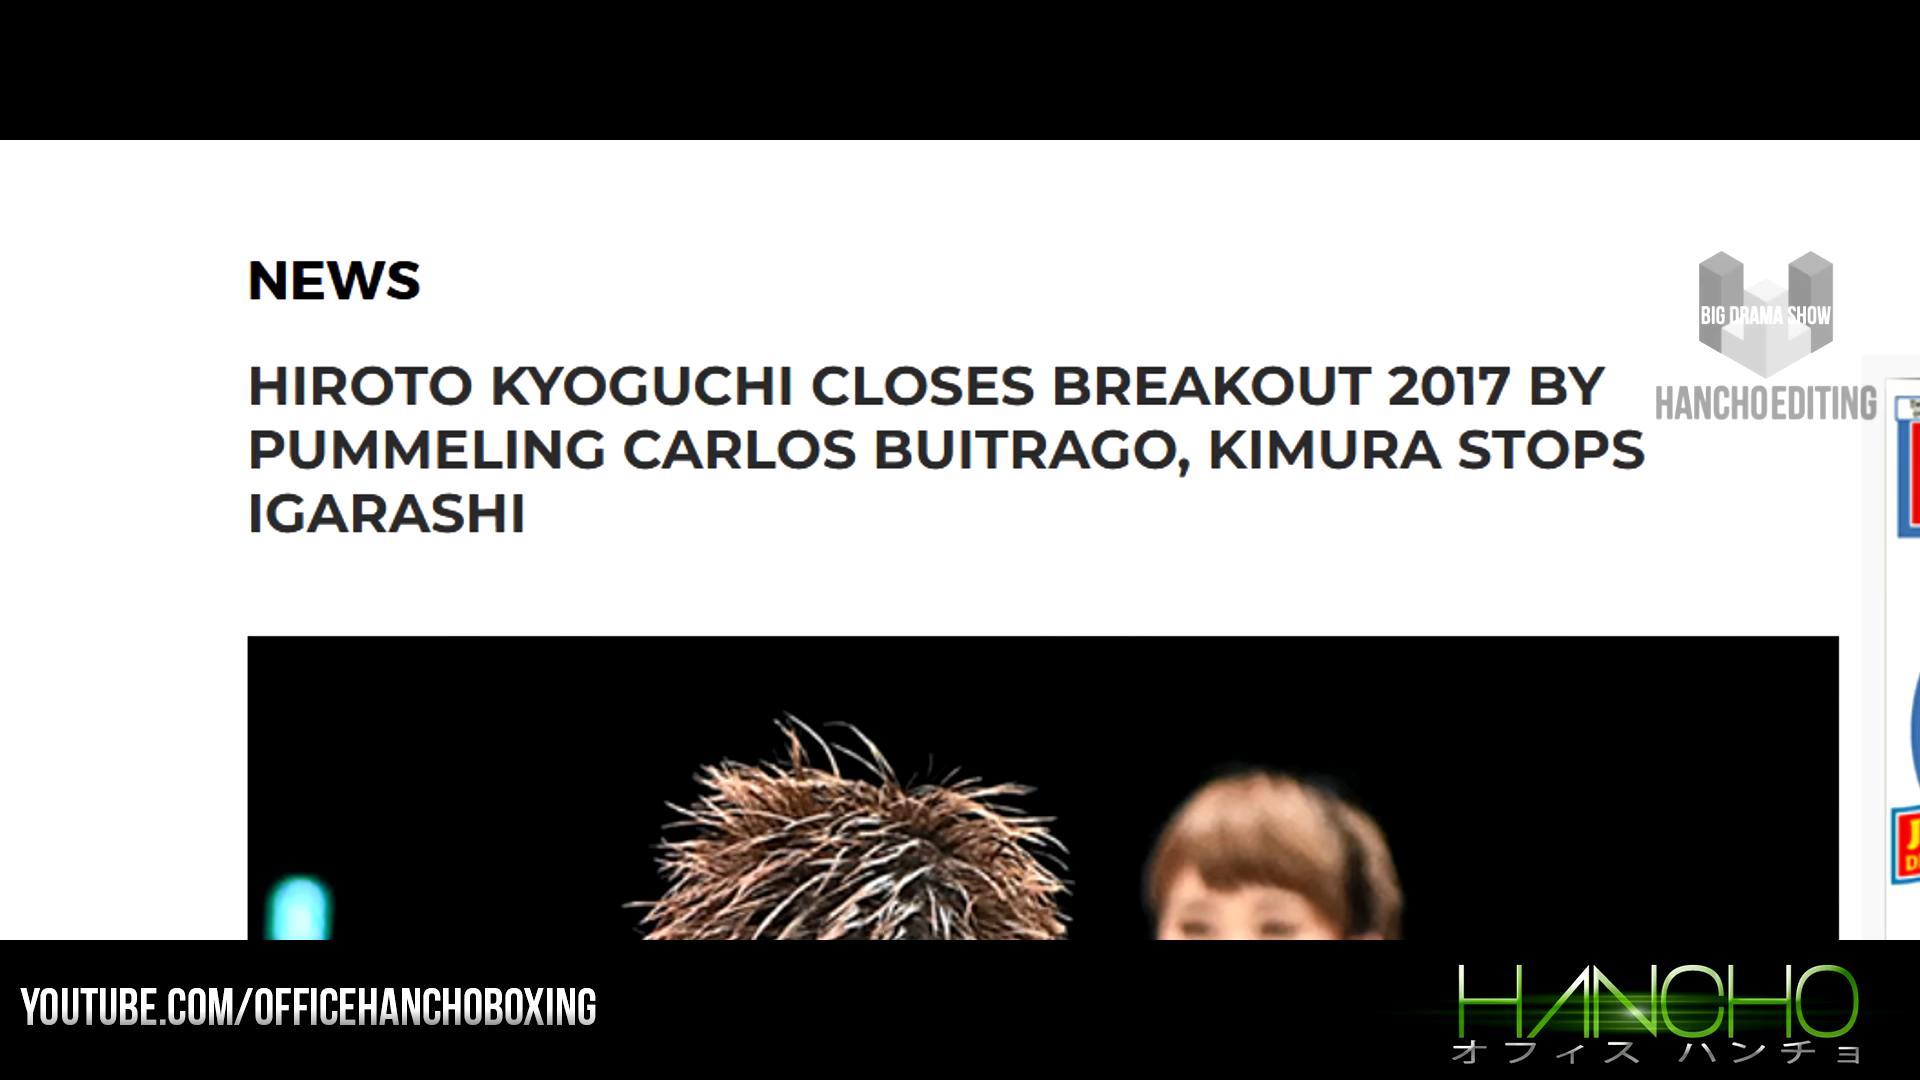 NEWS
BIG DRAMA SHOW
HANCHOEDITING
HIROTO KYOGUCHI CLOSES BREAKOUT 2017 BY
PUMMELING CARLOS BUITRAGO, KIMURA STOPS
IGARASHI
YOUTUBE.COM/OFFICEHANCHOBOXING
HANCHO
オフィス ハンチョ